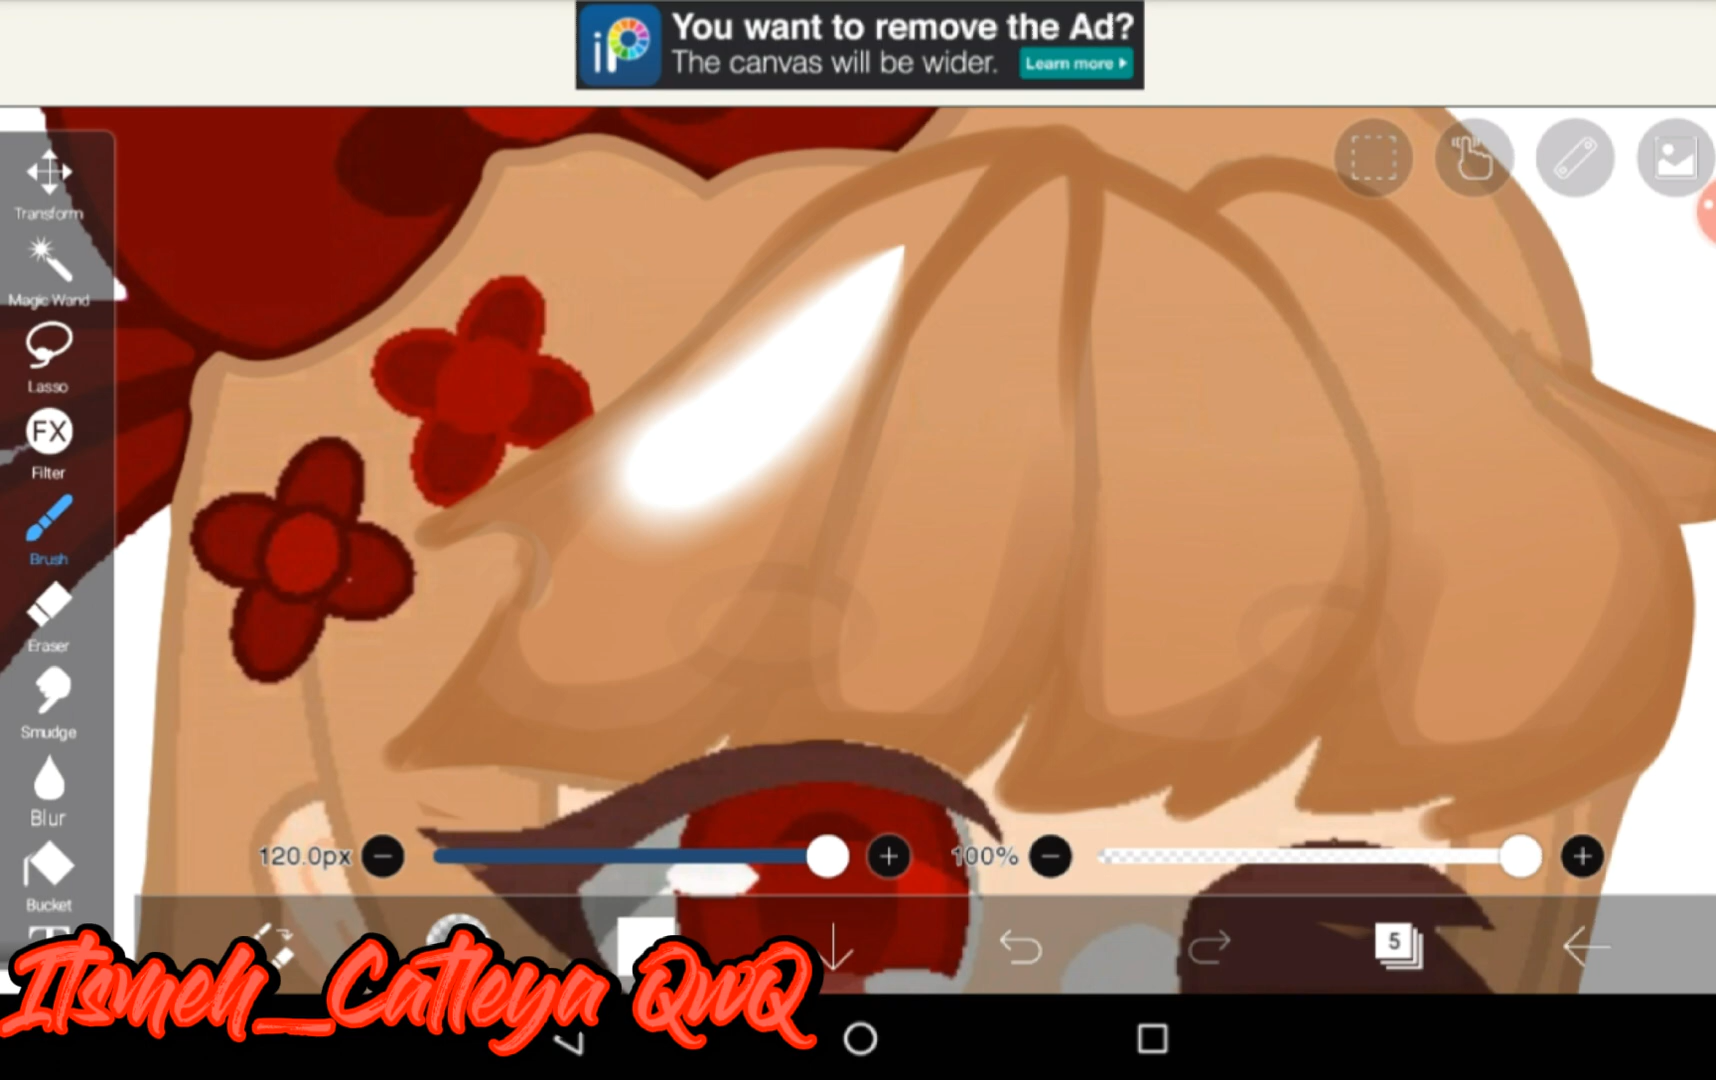 iP
You want to remove the Ad?
The canvas will be wider.
Learn more
Transform
Magic Wand
Lasso
FX
Filter
Brush
Eraser
Smudge
Blur
Bucket
120.0px
100%
5
Itsmeh_Catleya QwQ